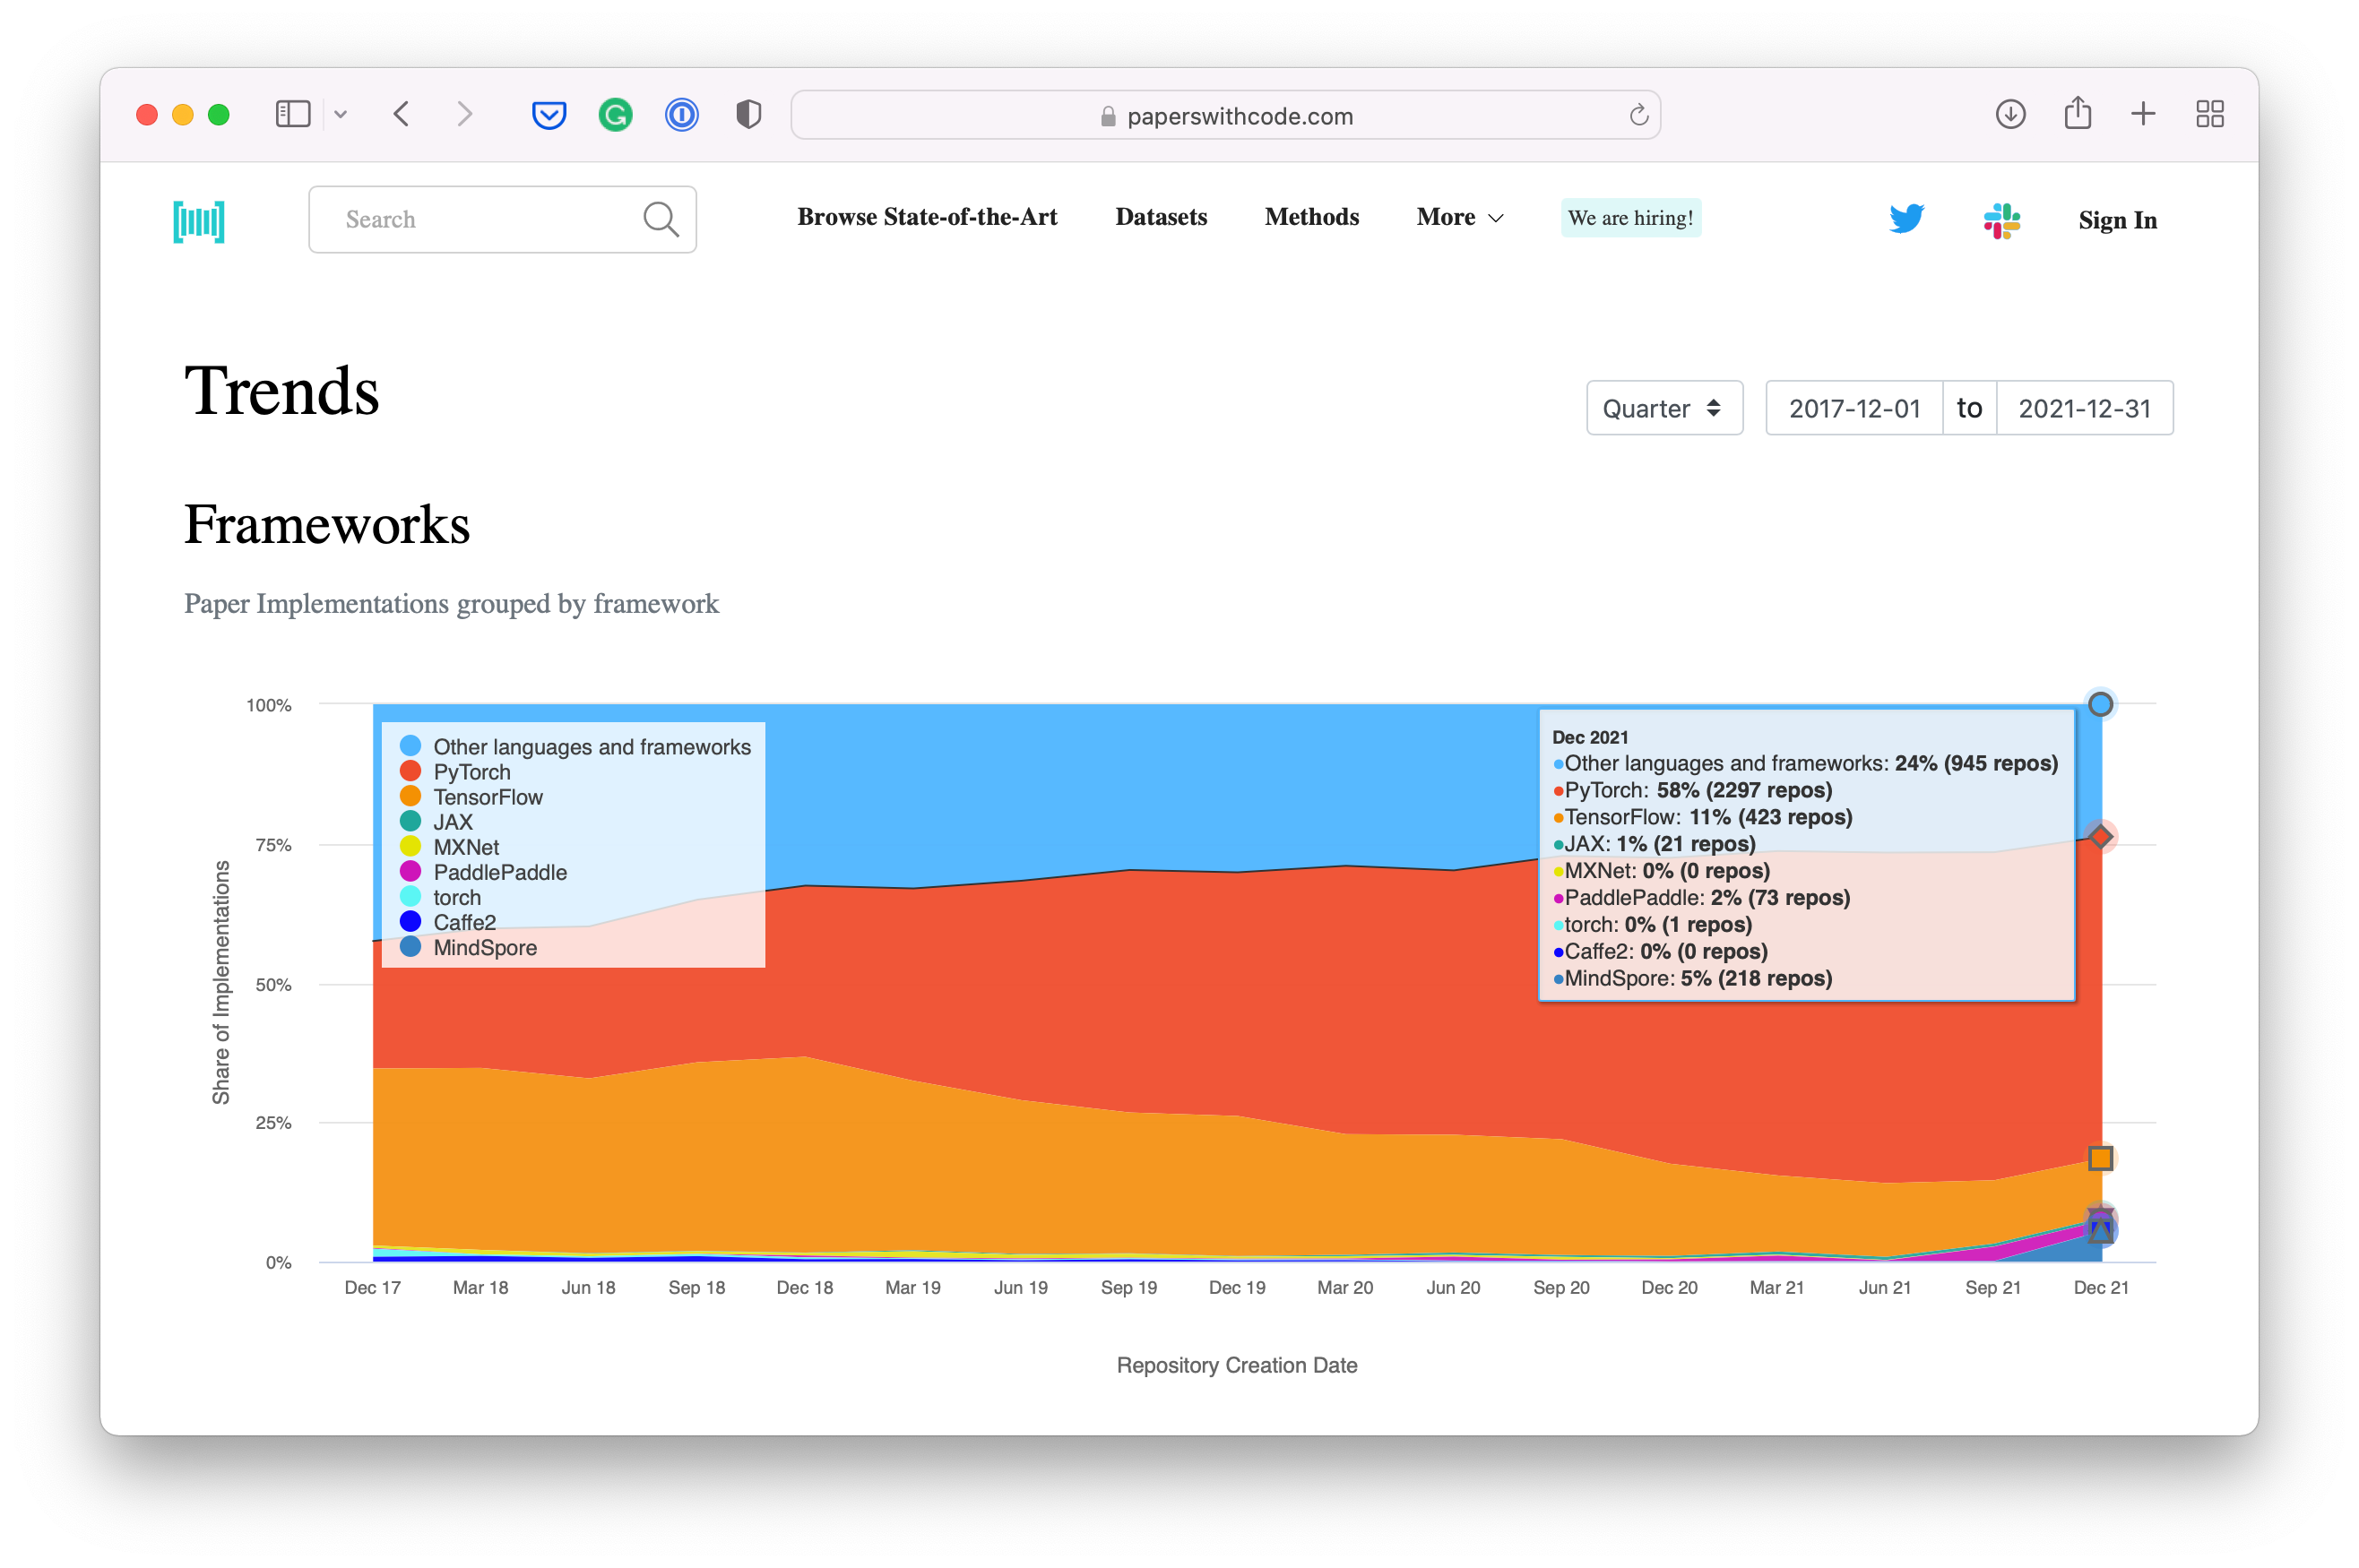 paperswithcode.com
Search
Browse State-of-the-Art
Datasets
Methods
More
We are hiring!
Sign In
Trends
Quarter
2017-12-01
to
2021-12-31
Frameworks
Paper Implementations grouped by framework
100%
75%
50%
25%
0%
Share of Implementations
Other languages and frameworks
PyTorch
TensorFlow
JAX
MXNet
PaddlePaddle
torch
Caffe2
MindSpore
Dec 2021
Other languages and frameworks: 24% (945 repos)
PyTorch: 58% (2297 repos)
TensorFlow: 11% (423 repos)
JAX: 1% (21 repos)
MXNet: 0% (0 repos)
PaddlePaddle: 2% (73 repos)
torch: 0% (1 repos)
Caffe2: 0% (0 repos)
MindSpore: 5% (218 repos)
Dec 17
Mar 18
Jun 18
Sep 18
Dec 18
Mar 19
Jun 19
Sep 19
Dec 19
Mar 20
Jun 20
Sep 20
Dec 20
Mar 21
Jun 21
Sep 21
Dec 21
Repository Creation Date